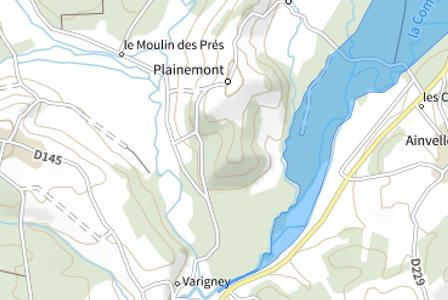 la Com
le Moulin des Prés
Plainemont
les C
Ainvelle
D145
D229
Varigney